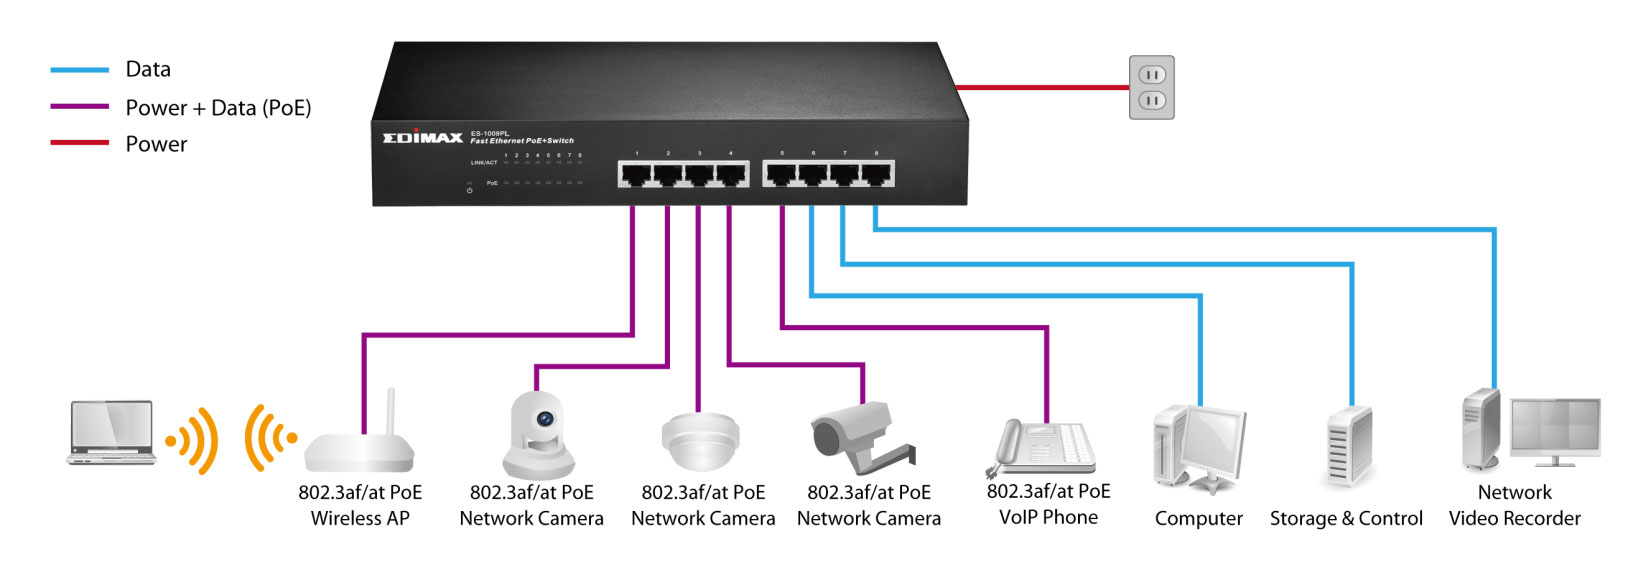 Data
Power + Data (PoE)
Power
EDIMAX
ES-1008PL
Fast Ethernet PoE+Switch
1 2 3 4 5 6 7 8
LINK/ACT
PoE
1 2 3 4 5 6 7 8
802.3af/at PoE
Wireless AP
802.3af/at PoE
Network Camera
802.3af/at PoE
Network Camera
802.3af/at PoE
Network Camera
802.3af/at PoE
VoIP Phone
Computer
Storage & Control
Network
Video Recorder